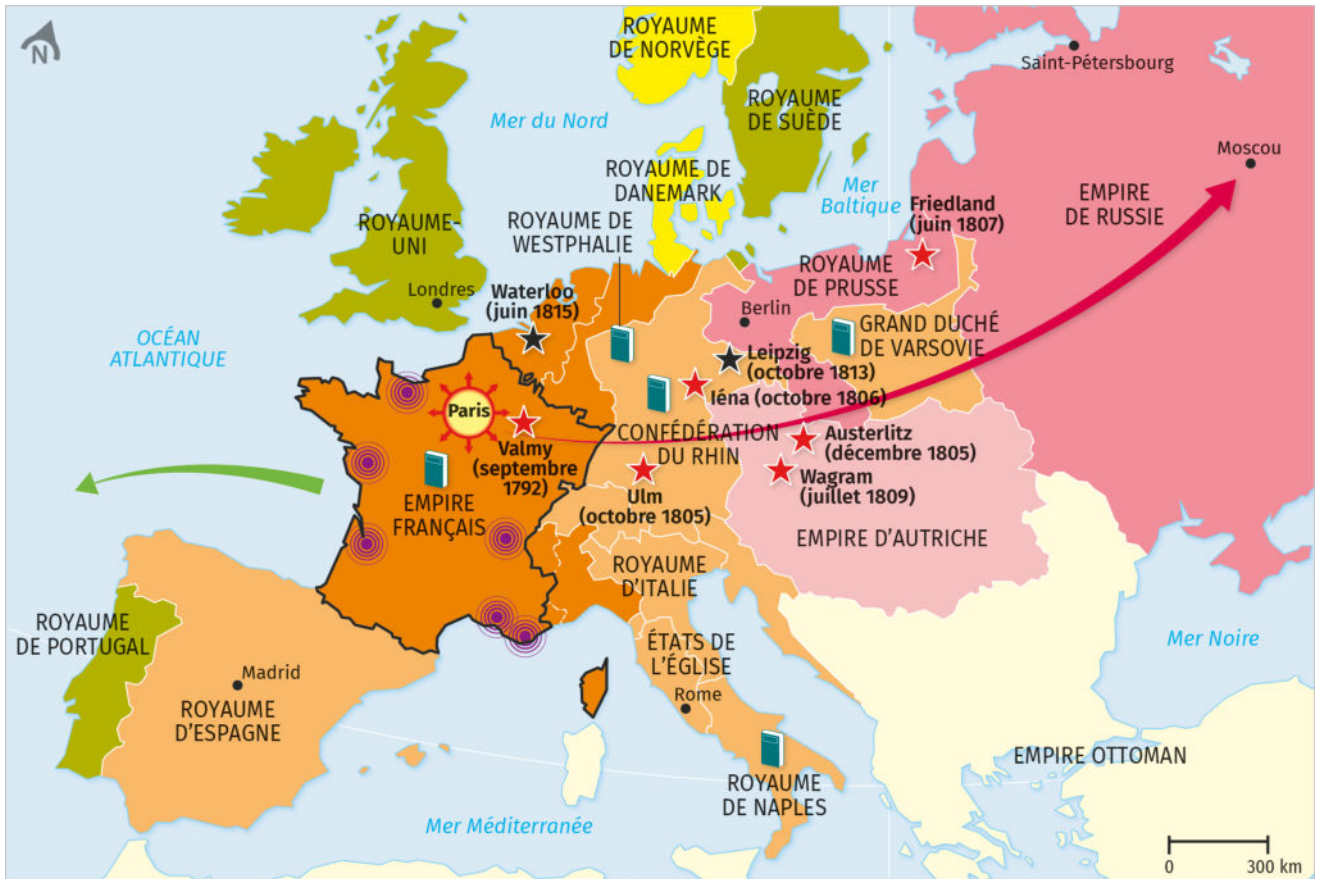 N
ROYAUME
DE NORVÈGE
Saint-Pétersbourg
ROYAUME
DE SUÈDE
Mer du Nord
Moscou
ROYAUME DE
DANEMARK
Mer
Baltique
EMPIRE
DE RUSSIE
Friedland
(juin 1807)
ROYAUME-
UNI
ROYAUME DE
WESTPHALIE
ROYAUME
DE PRUSSE
Londres
Waterloo
(juin 1815)
Berlin
OCÉAN
ATLANTIQUE
GRAND DUCHÉ
DE VARSOVIE
Leipzig
(octobre 1813)
Iéna (octobre 1806)
Paris
Valmy
(septembre
1792)
CONFÉDÉRATION
DU RHIN
Austerlitz
(décembre 1805)
Wagram
(juillet 1809)
Ulm
(octobre 1805)
EMPIRE
FRANÇAIS
EMPIRE D'AUTRICHE
ROYAUME
D'ITALIE
ROYAUME
DE PORTUGAL
ÉTATS DE
L'ÉGLISE
Mer Noire
Madrid
Rome
ROYAUME
D'ESPAGNE
EMPIRE OTTOMAN
ROYAUME
DE NAPLES
Mer Méditerranée
0 300 km